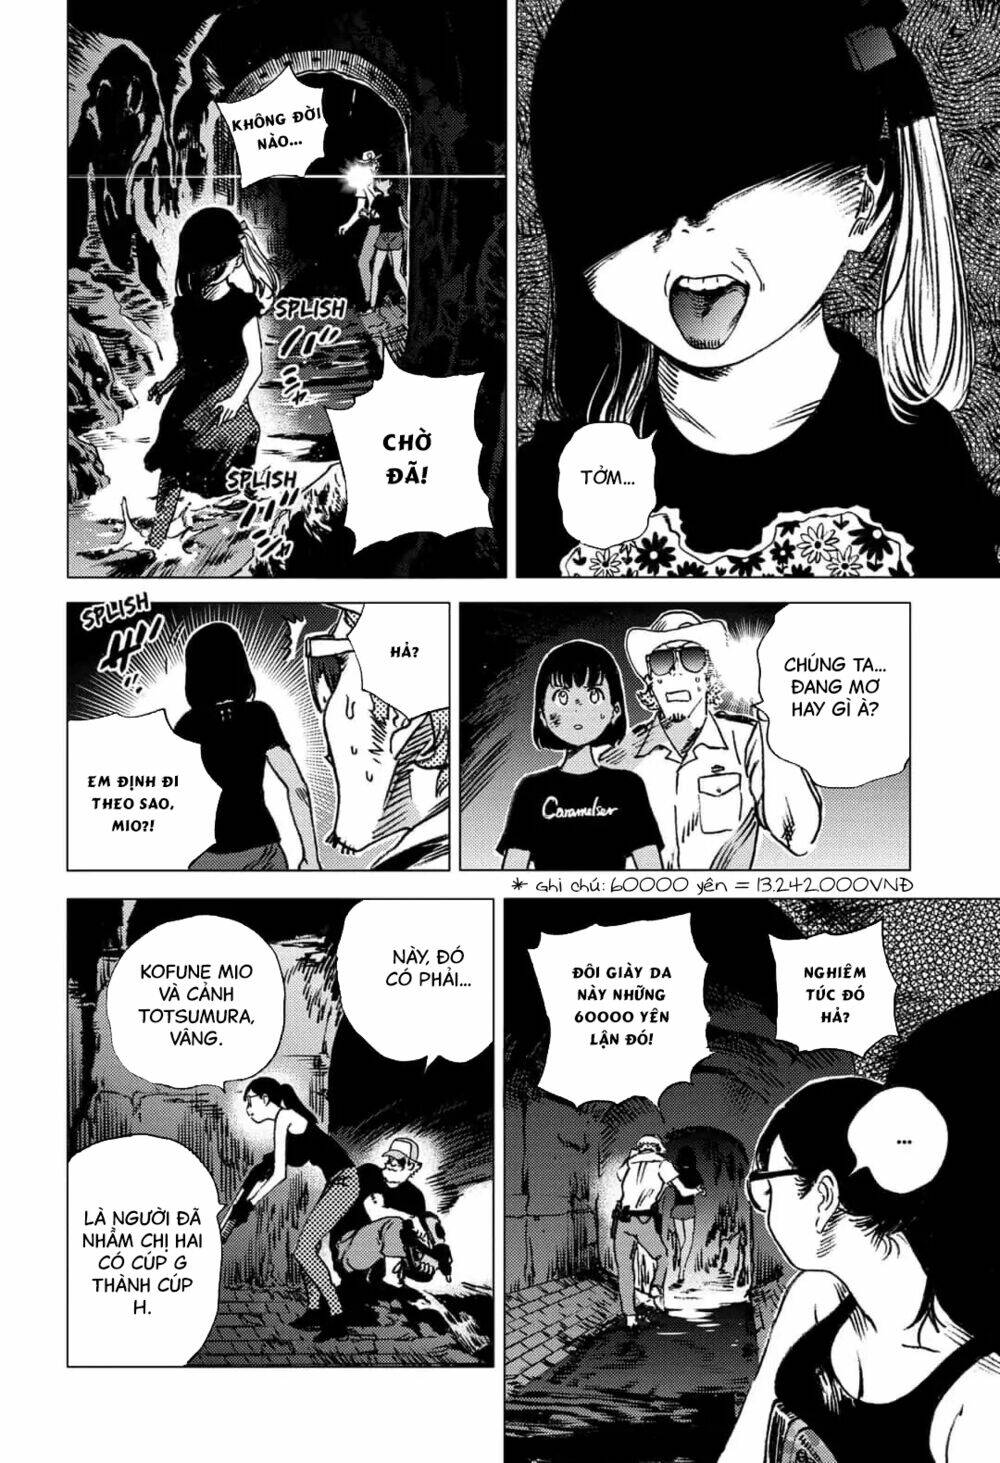 TỞM...
KHÔNG ĐỜI
NÀO...
SPLISH
CHỜ
ĐÃ!
SPLISH
CHÚNG TA...
ĐANG MƠ
HAY GÌ À?
Caramelser
HẢ?
SPLISH
EM ĐỊNH ĐI
THEO SAO,
MIO?!
* Ghi chú: 60000 yên = 13.242.000VNĐ
NGHIÊM
TÚC ĐÓ
HẢ?
ĐÔI GIÀY DA
NÀY NHỮNG
60000 YÊN
LẬN ĐÓ!
...
NÀY, ĐÓ
CÓ PHẢI...
KOFUNE MIO
VÀ CẢNH
TOTSUMURA,
VÂNG.
LÀ NGƯỜI ĐÃ
NHẦM CHỊ HAI
CÓ CÚP G
THÀNH CÚP
H.